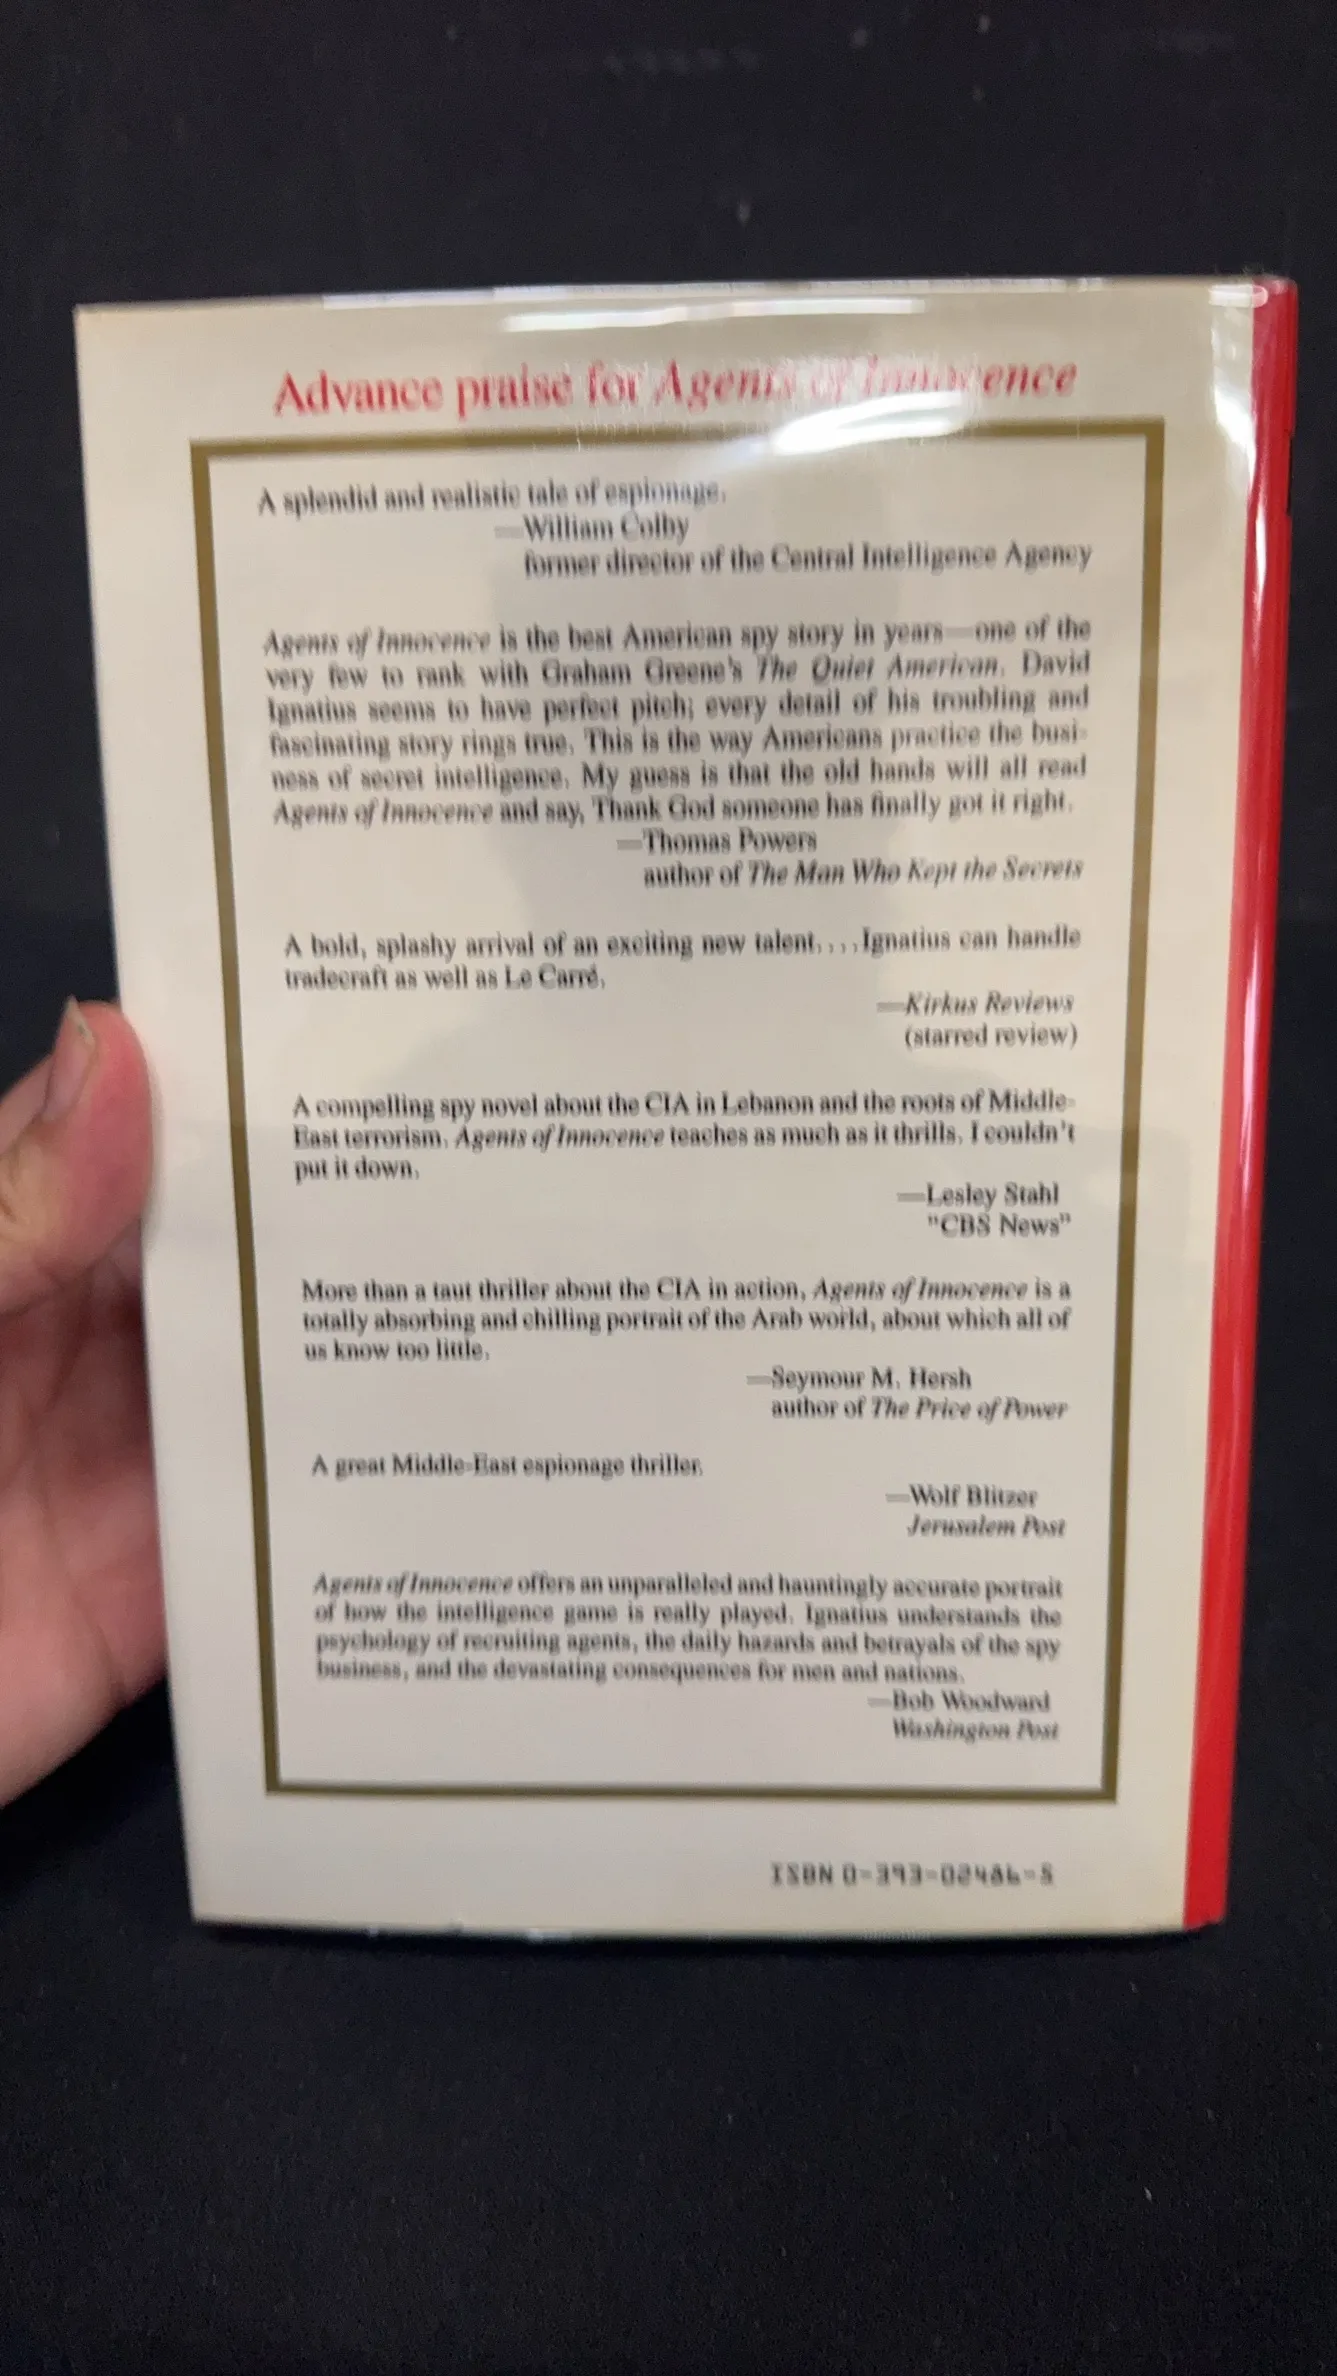 Advance praise for Agents of Innocence
A splendid and realistic tale of espionage.
—William Colby
former director of the Central Intelligence Agency
Agents of Innocence is the best American spy story in years—one of the
very few to rank with Graham Greene's The Quiet American. David
Ignatius seems to have perfect pitch; every detail of his troubling and
fascinating story rings true. This is the way Americans practice the busi-
ness of secret intelligence. My guess is that the old hands will all read
Agents of Innocence and say, Thank God someone has finally got it right.
—Thomas Powers
author of The Man Who Kept the Secrets
A bold, splashy arrival of an exciting new talent....Ignatius can handle
tradecraft as well as Le Carré.
—Kirkus Reviews
(starred review)
A compelling spy novel about the CIA in Lebanon and the roots of Middle-
East terrorism. Agents of Innocence teaches as much as it thrills. I couldn't
put it down.
—Lesley Stahl
"CBS News"
More than a taut thriller about the CIA in action, Agents of Innocence is a
totally absorbing and chilling portrait of the Arab world, about which all of
us know too little.
—Seymour M. Hersh
author of The Price of Power
A great Middle-East espionage thriller.
—Wolf Blitzer
Jerusalem Post
Agents of Innocence offers an unparalleled and hauntingly accurate portrait
of how the intelligence game is really played. Ignatius understands the
psychology of recruiting agents, the daily hazards and betrayals of the spy
business, and the devastating consequences for men and nations.
—Bob Woodward
Washington Post
ISBN 0-393-02486-5